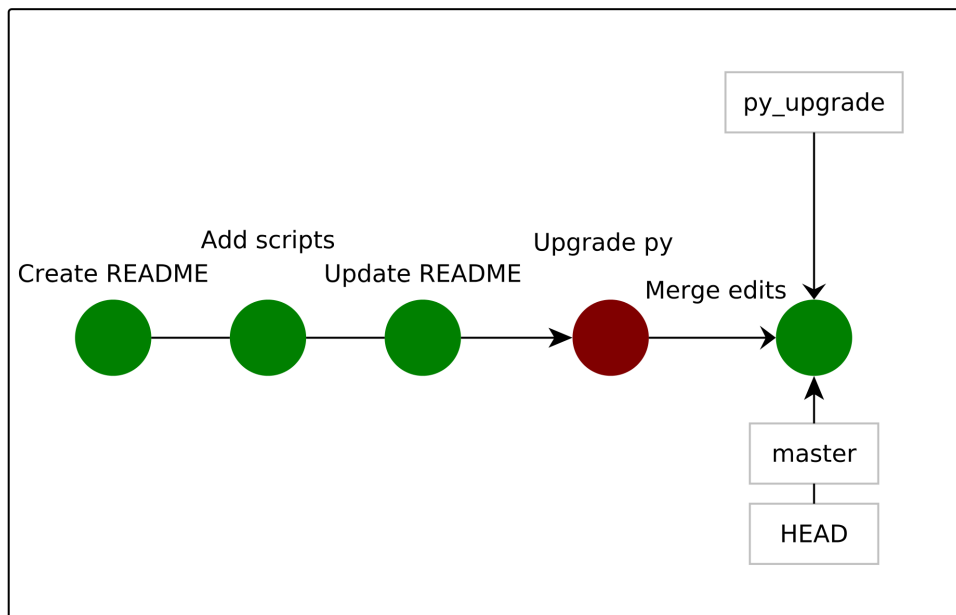 py_upgrade
Add scripts
Upgrade py
Create README
Update README
Merge edits
master
HEAD